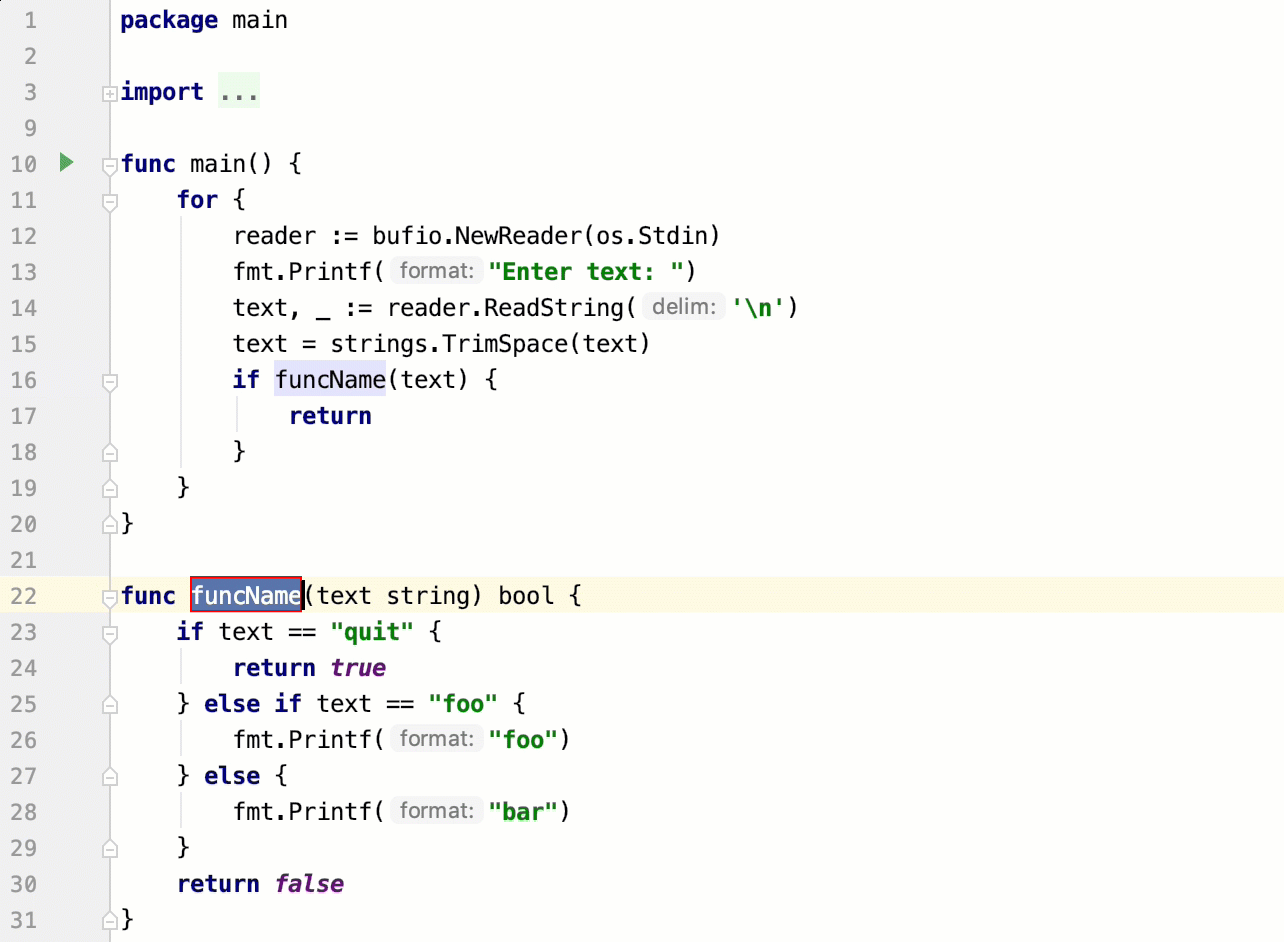 1 package main
2
3 import ...
9
10 func main() {
11 for {
12 reader := bufio.NewReader(os.Stdin)
13 fmt.Printf( format: "Enter text: ")
14 text, _ := reader.ReadString( delim: '\n')
15 text = strings.TrimSpace(text)
16 if funcName(text) {
17 return
18 }
19 }
20 }
21
22 func funcName(text string) bool {
23 if text == "quit" {
24 return true
25 } else if text == "foo" {
26 fmt.Printf( format: "foo")
27 } else {
28 fmt.Printf( format: "bar")
29 }
30 return false
31 }